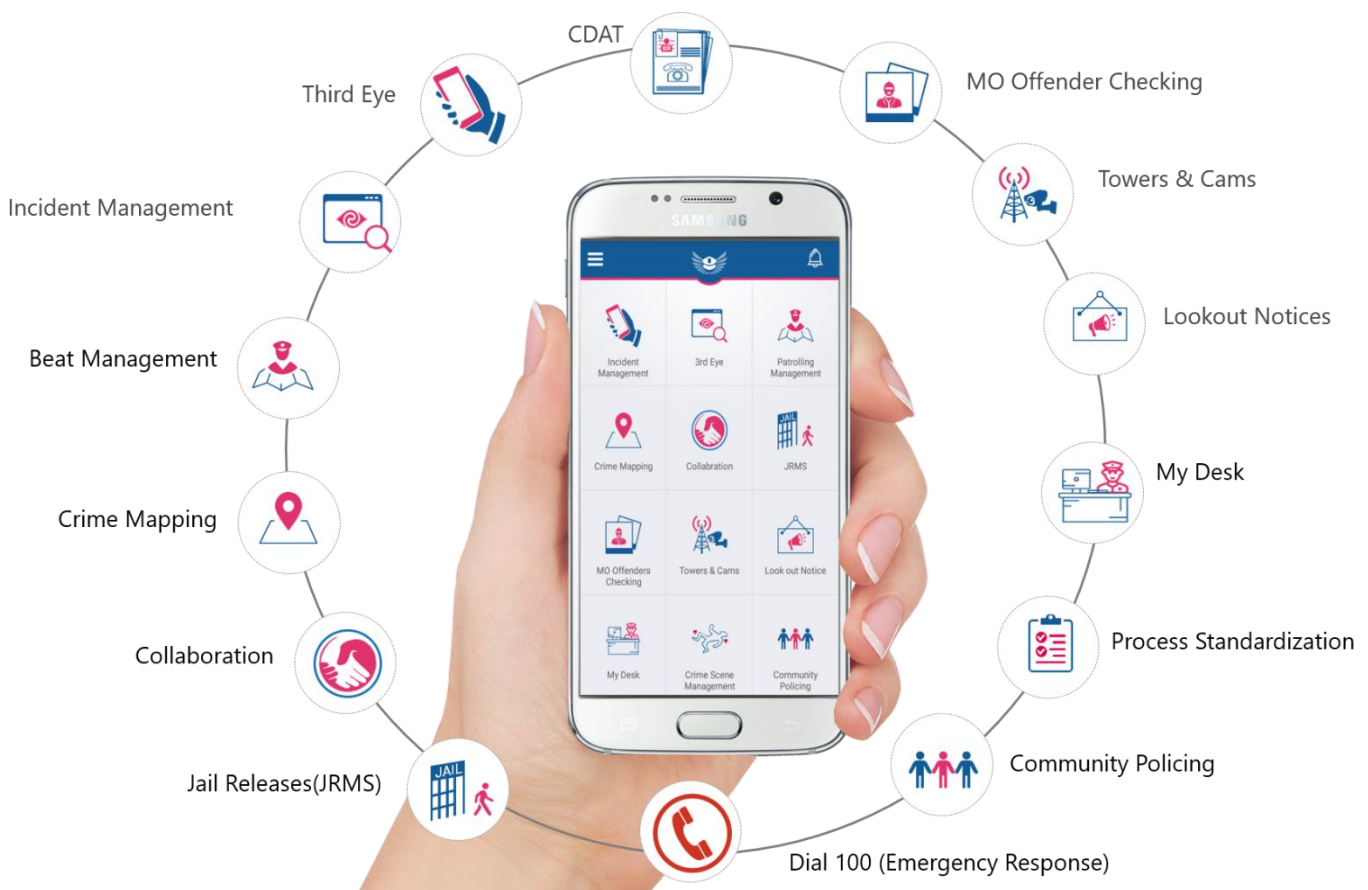 CDAT
Third Eye
MO Offender Checking
Incident Management
Towers & Cams
Beat Management
Lookout Notices
Crime Mapping
My Desk
Collaboration
Process Standardization
Jail Releases(JRMS)
Community Policing
Dial 100 (Emergency Response)
JAIL
SAMSUNG
Incident
Management
3rd Eye
Patrolling
Management
Crime Mapping
Collabration
JAIL
JRMS
MO Offenders
Checking
Towers & Cams
Look out Notice
My Desk
Crime Scene
Management
Community
Policing